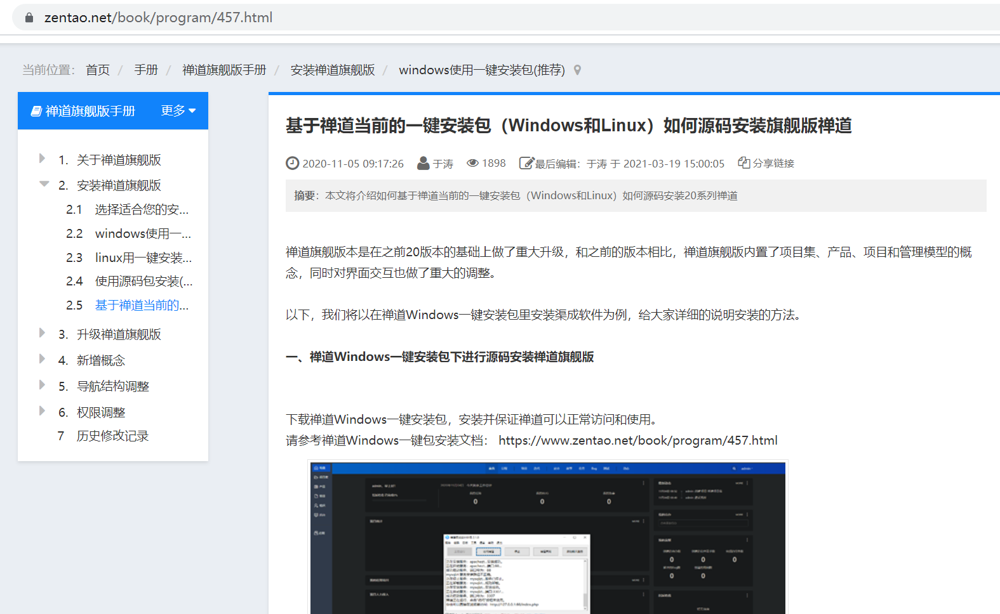 zentao.net/book/program/457.html
当前位置： 首页 / 手册 / 禅道旗舰版手册 / 安装禅道旗舰版 / windows使用一键安装包(推荐)
禅道旗舰版手册 更多
1. 关于禅道旗舰版
2. 安装禅道旗舰版
2.1 选择适合您的安...
2.2 windows使用一...
2.3 linux用一键安装...
2.4 使用源码包安装(...
2.5 基于禅道当前的...
3. 升级禅道旗舰版
4. 新增概念
5. 导航结构调整
6. 权限调整
7 历史修改记录
基于禅道当前的一键安装包（Windows和Linux）如何源码安装旗舰版禅道
2020-11-05 09:17:26 于涛 1898 最后编辑：于涛 于 2021-03-19 15:00:05 分享链接
摘要：本文将介绍如何基于禅道当前的一键安装包（Windows和Linux）如何源码安装20系列禅道
禅道旗舰版本是在之前20版本的基础上做了重大升级，和之前的版本相比，禅道旗舰版内置了项目集、产品、项目和管理模型的概
念，同时对界面交互也做了重大的调整。
以下，我们将以在禅道Windows一键安装包里安装渠成软件为例，给大家详细的说明安装的方法。
一、禅道Windows一键安装包下进行源码安装禅道旗舰版
下载禅道Windows一键安装包，安装并保证禅道可以正常访问和使用。
请参考禅道Windows一键包安装文档： https://www.zentao.net/book/program/457.html
0 0 0
0 0 0
0 0